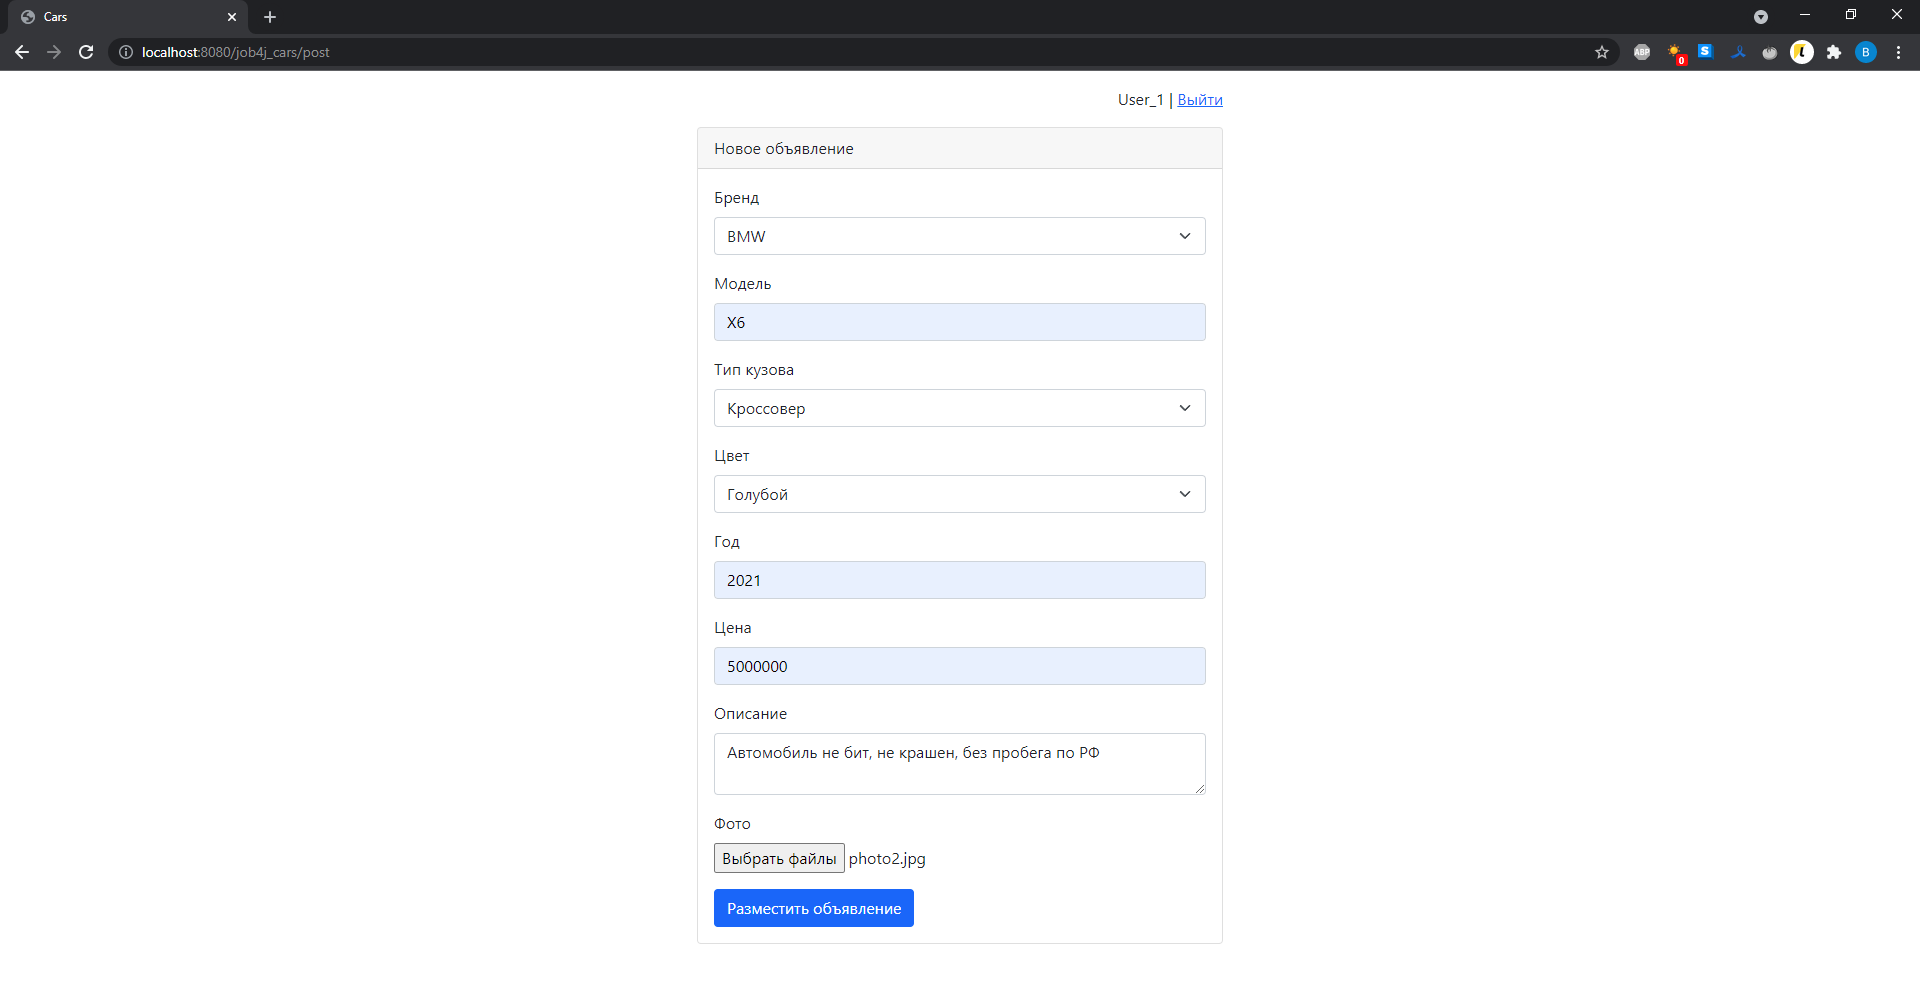 Cars
localhost:8080/job4j_cars/post
ABP
0
S
B
User_1 | Выйти
Новое объявление
Бренд
BMW
Модель
X6
Тип кузова
Кроссовер
Цвет
Голубой
Год
2021
Цена
5000000
Описание
Автомобиль не бит, не крашен, без пробега по РФ
Фото
Выбрать файлы photo2.jpg
Разместить объявление